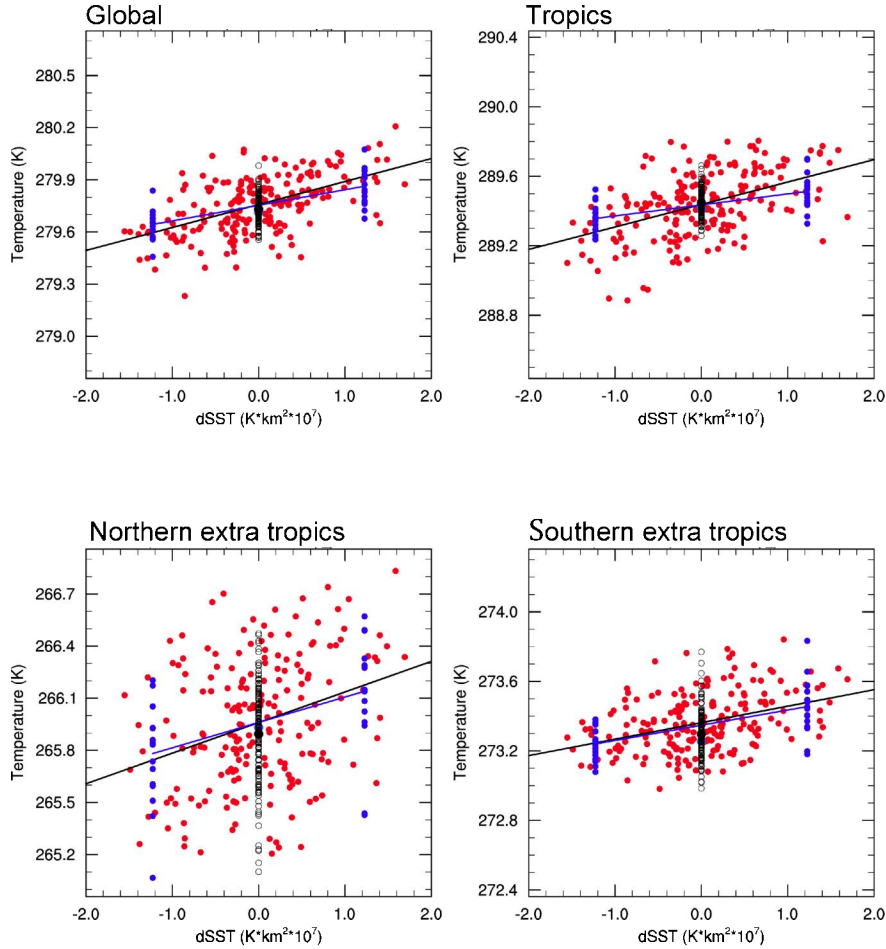 Global
Tropics
280.5
280.2
279.9
279.6
279.3
279.0
Temperature (K)
-2.0 -1.0 0.0 1.0 2.0
dSST (K*km²*10⁷)
290.4
290.0
289.6
289.2
288.8
Temperature (K)
-2.0 -1.0 0.0 1.0 2.0
dSST (K*km²*10⁷)
Northern extra tropics
Southern extra tropics
266.7
266.4
266.1
265.8
265.5
265.2
Temperature (K)
-2.0 -1.0 0.0 1.0 2.0
dSST (K*km²*10⁷)
274.0
273.6
273.2
272.8
272.4
Temperature (K)
-2.0 -1.0 0.0 1.0 2.0
dSST (K*km²*10⁷)